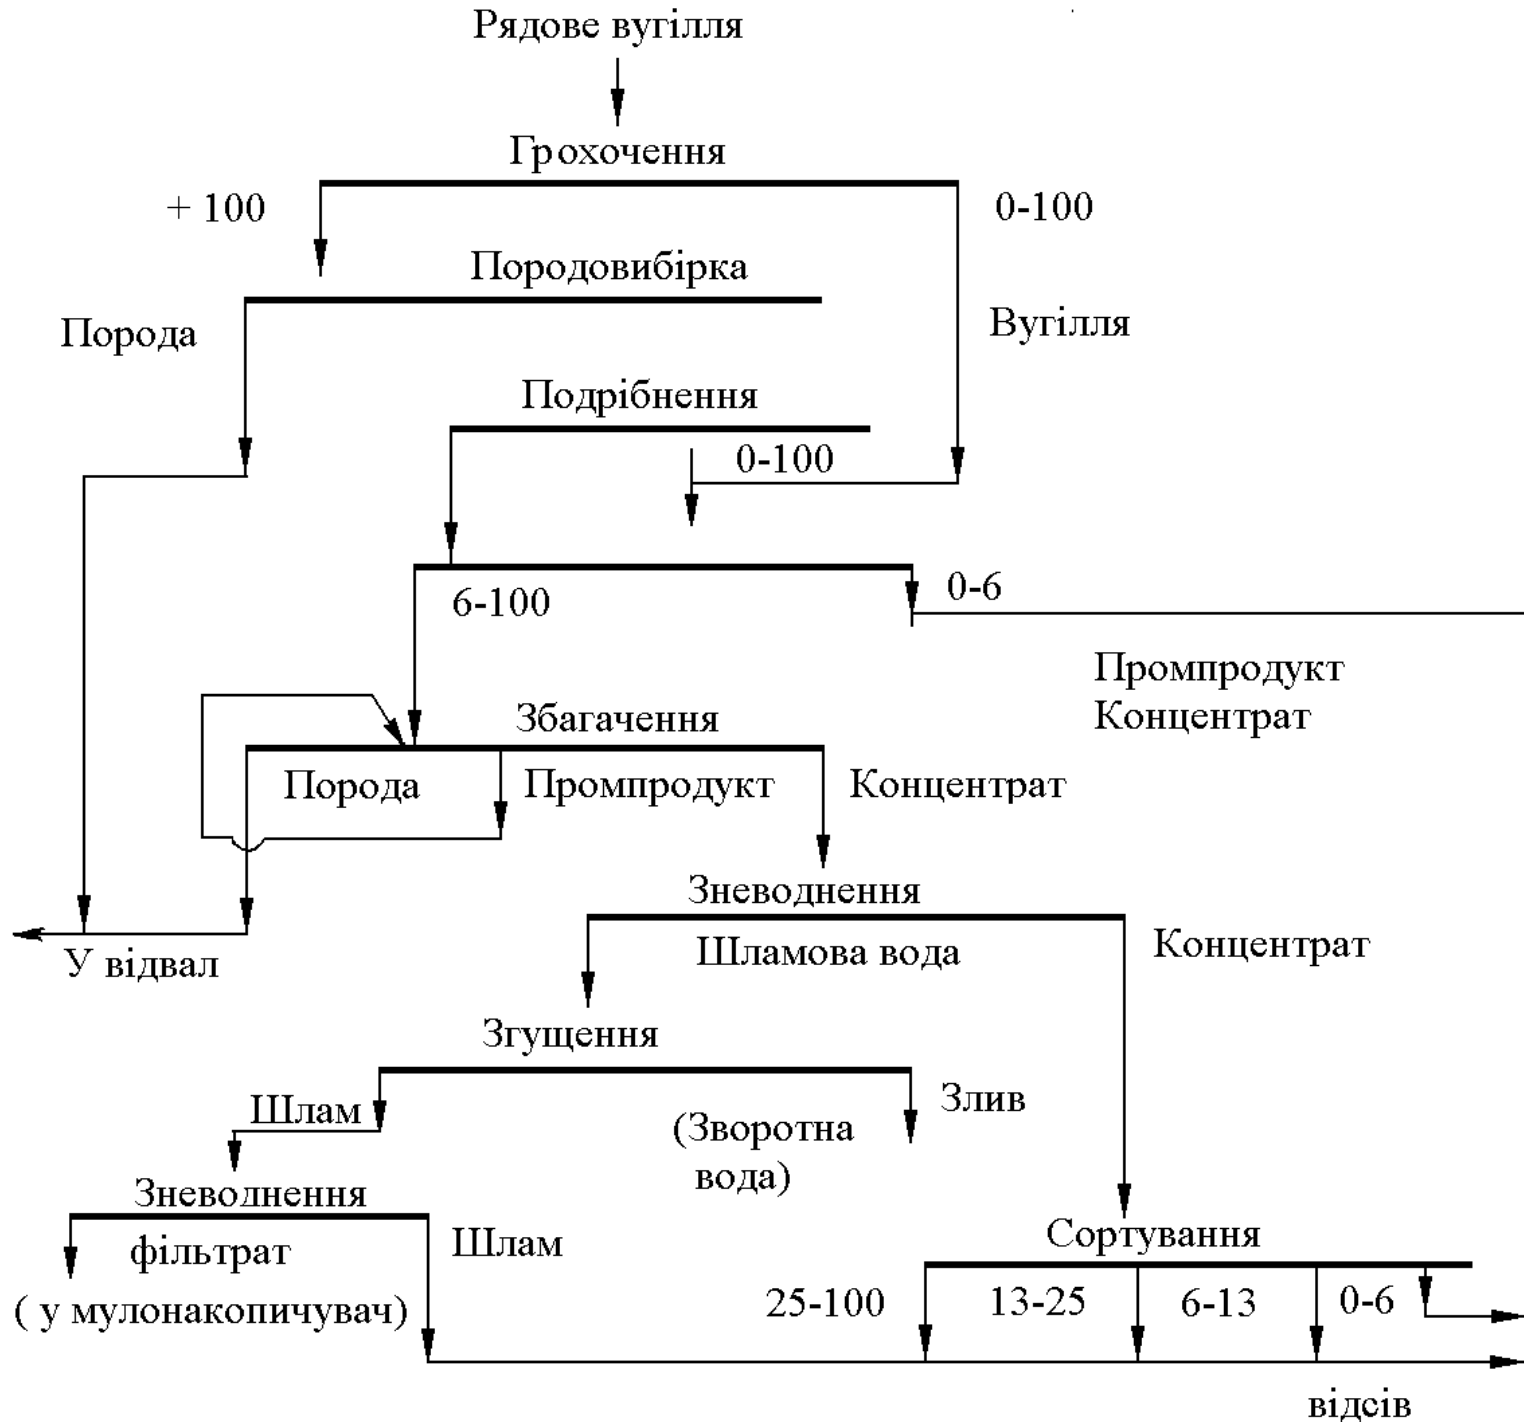 Рядове вугілля
Грохочення
+ 100
0-100
Породовибірка
Порода
Вугілля
Подрібнення
0-100
6-100
0-6
Промпродукт
Концентрат
Збагачення
Порода
Промпродукт
Концентрат
Зневоднення
Шламова вода
Концентрат
У відвал
Згущення
Шлам
Злив
(Зворотна
вода)
Зневоднення
фільтрат
Шлам
( у мулонакопичувач)
Сортування
25-100
13-25
6-13
0-6
відсів